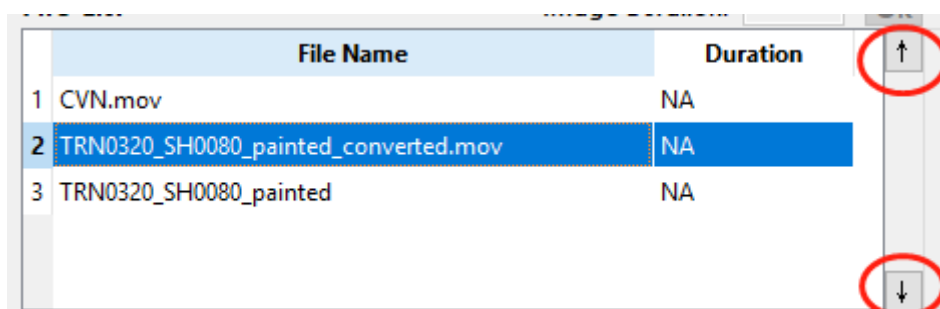 File Name Duration
1 CVN.mov NA
2 TRN0320_SH0080_painted_converted.mov NA
3 TRN0320_SH0080_painted NA